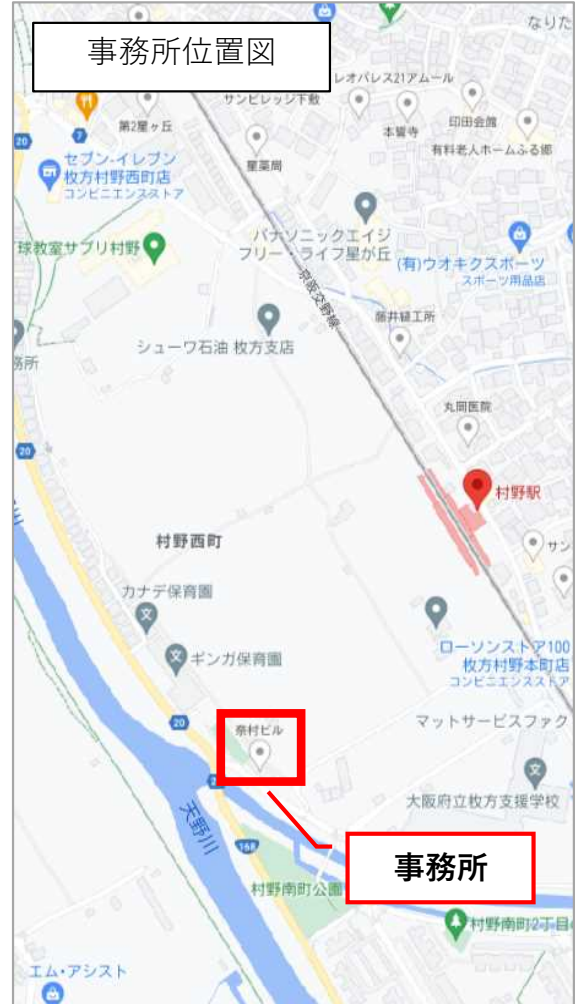 事務所位置図
なりた
レオパレス21アムール
サンビレッジ下敷
第2星ヶ丘
本誓寺
印田会館
星薬局
有料老人ホームふる郷
20
7
セブン-イレブン
枚方村野西町店
コンビニエンスストア
パナソニックエイジ
フリー・ライフ星が丘
球教室サブリ村野
(有)ウオキクスポーツ
スポーツ用品店
京阪交野線
藤井縫工所
シューワ石油 枚方支店
務所
丸岡医院
20
村野駅
サン
村野西町
カナデ保育園
ローソンストア100
枚方村野本町店
コンビニエンスストア
ギンガ保育園
20
奈村ビル
マットサービスファク
大阪府立枚方支援学校
天野川
168
事務所
村野南町公園
村野南町2丁目
エム・アシスト